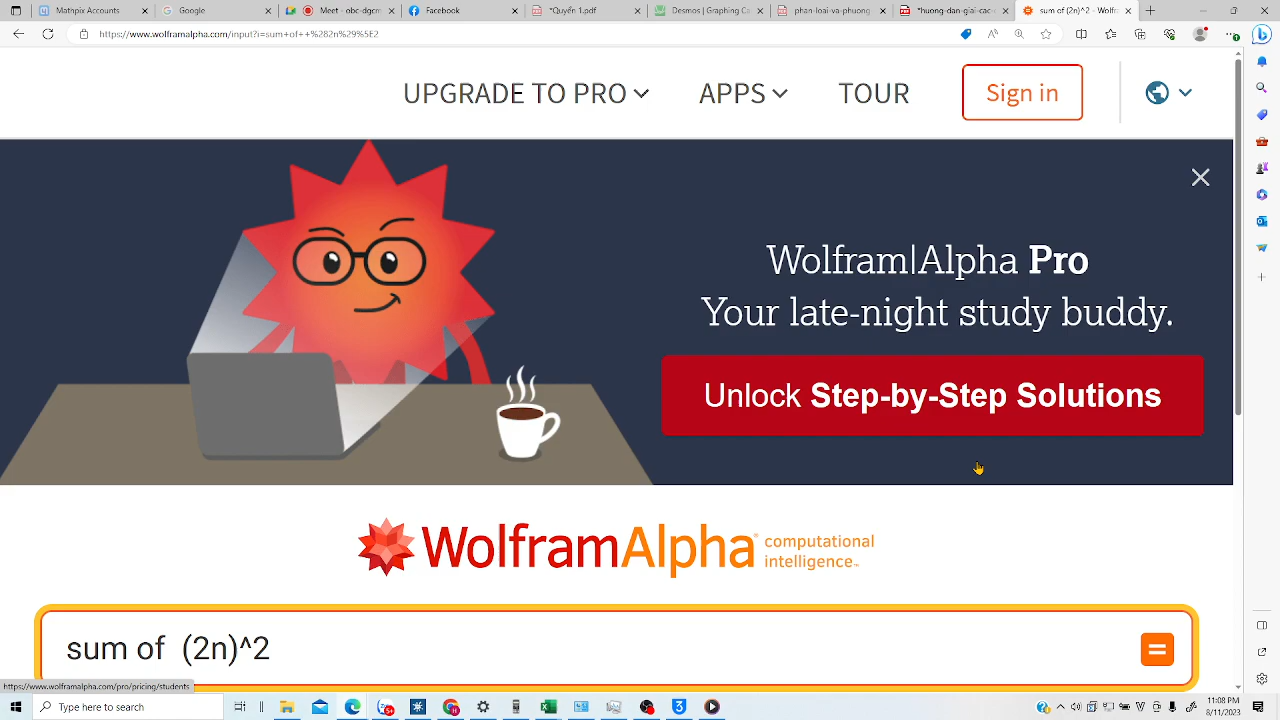 Mathpix Accounts
Google
Meet - obc-dgcm
Facebook
*Quyển 1.pdf
Desmos | Graphing Ca
phan-loai-va-phuong
*huong-dan-giai-cac
sum of (2n)^2 - Wolfra
https://www.wolframalpha.com/input?i=sum+of++%282n%29%5E2
UPGRADE TO PRO
APPS
TOUR
Sign in
Wolfram|Alpha Pro
Your late-night study buddy.
Unlock Step-by-Step Solutions
WolframAlpha computational intelligence™
sum of (2n)^2
=
https://www.wolframalpha.com/pro/pricing/students
Type here to search
11:08 PM
8/11/2023